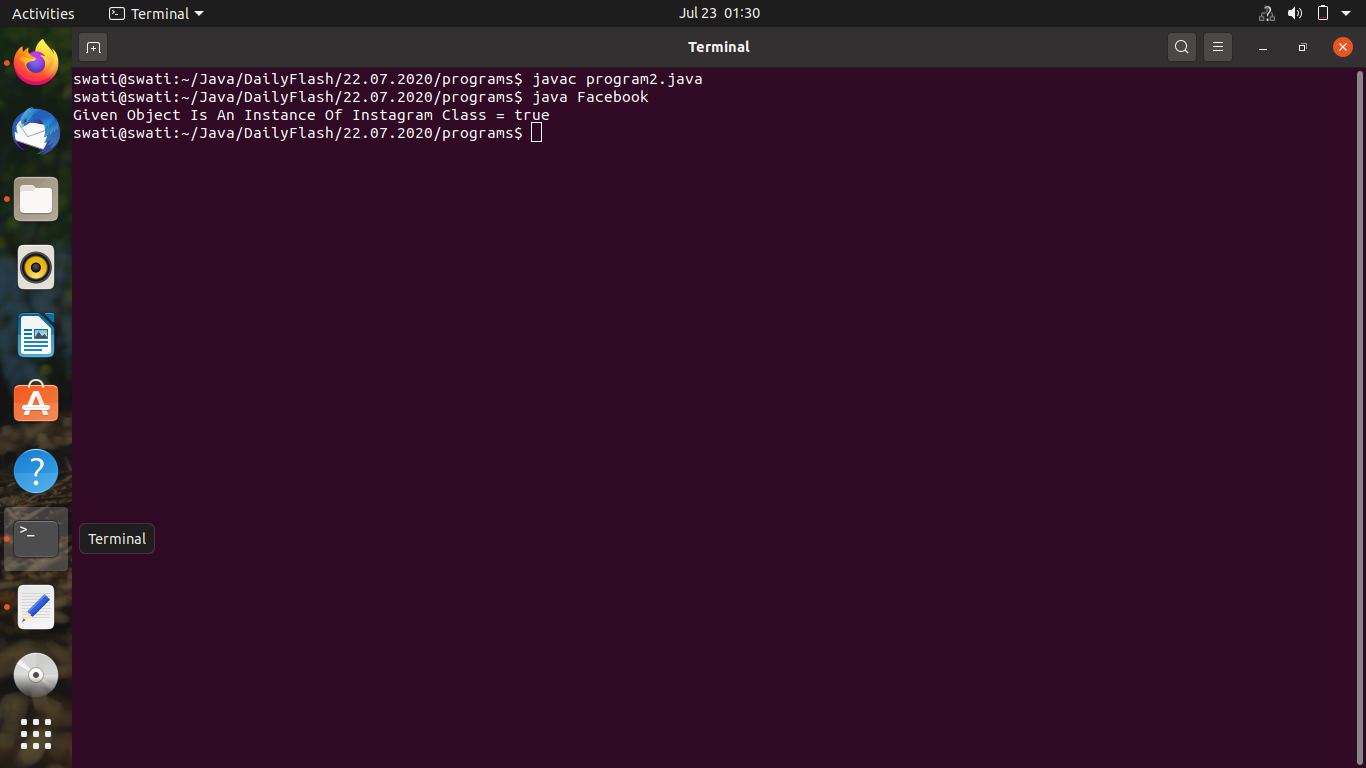 Activities Terminal Jul 23 01:30
Terminal
swati@swati:~/Java/DailyFlash/22.07.2020/programs$ javac program2.java
swati@swati:~/Java/DailyFlash/22.07.2020/programs$ java Facebook
Given Object Is An Instance Of Instagram Class = true
swati@swati:~/Java/DailyFlash/22.07.2020/programs$
>_
Terminal